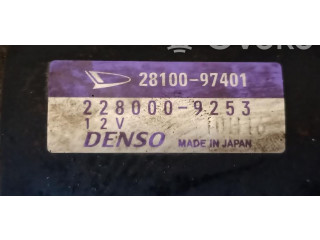 28100-97401
228000-9253
12V
DENSO MADE IN JAPAN